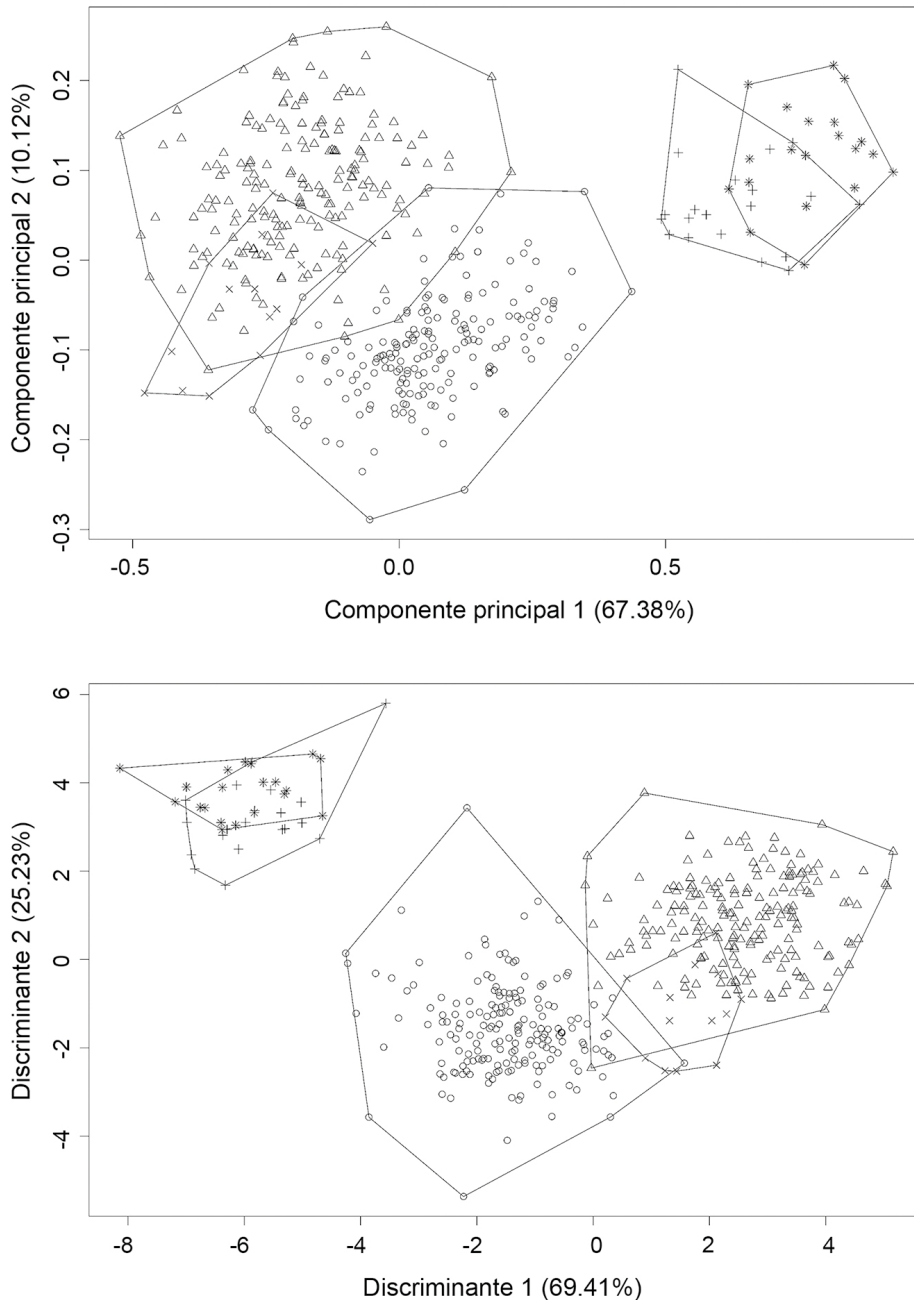 0.2
0.1
0.0
-0.1
-0.2
-0.3
Componente principal 2 (10.12%)
-0.5 0.0 0.5
Componente principal 1 (67.38%)
6
4
2
0
-2
-4
Discriminante 2 (25.23%)
-8 -6 -4 -2 0 2 4
Discriminante 1 (69.41%)